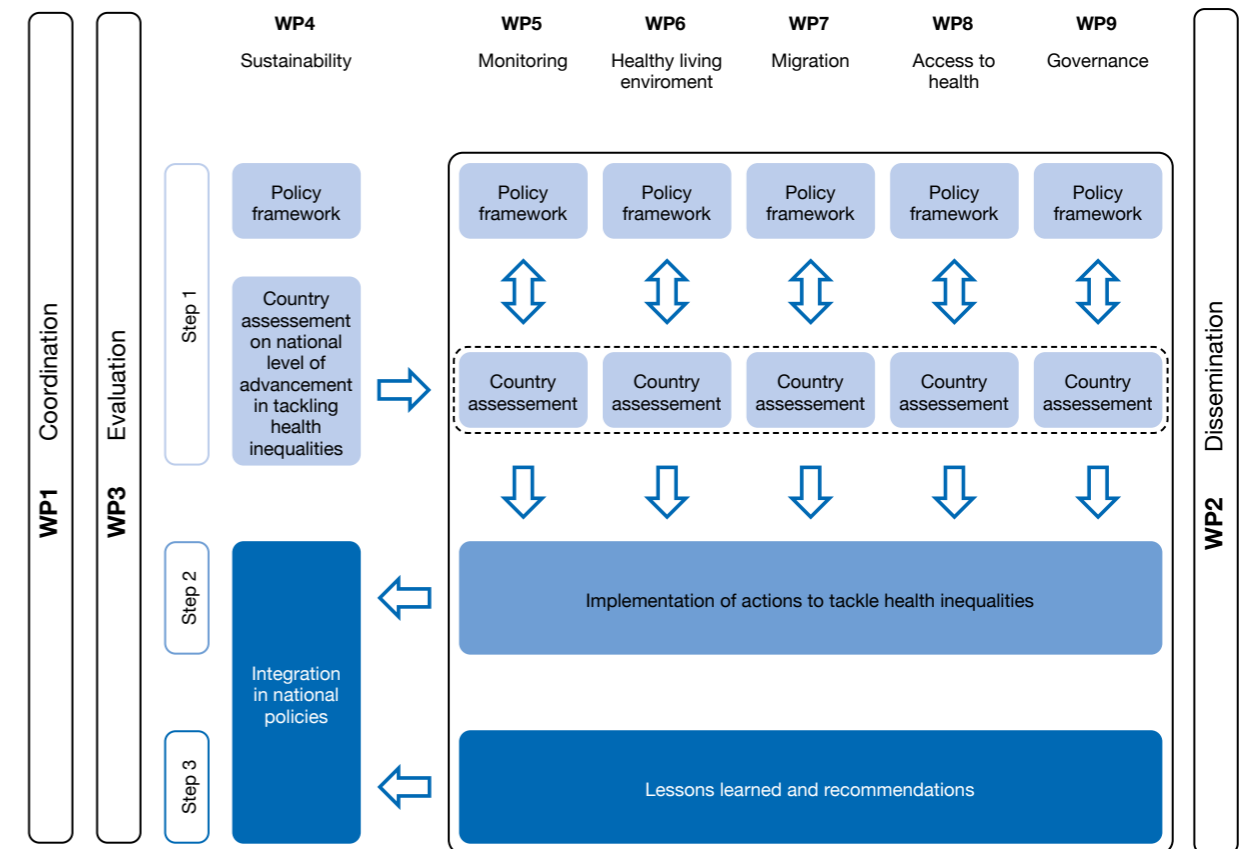 WP4
Sustainability
WP5
Monitoring
WP6
Healthy living
enviroment
WP7
Migration
WP8
Access to
health
WP9
Governance
WP1 Coordination
WP3 Evaluation
Step 1
Policy
framework
Policy
framework
Policy
framework
Policy
framework
Policy
framework
Policy
framework
Country
assessement
on national
level of
advancement
in tackling
health
inequalities
Country
assessement
Country
assessement
Country
assessement
Country
assessement
Country
assessement
Step 2
Implementation of actions to tackle health inequalities
Integration
in national
policies
Step 3
Lessons learned and recommendations
WP2 Dissemination